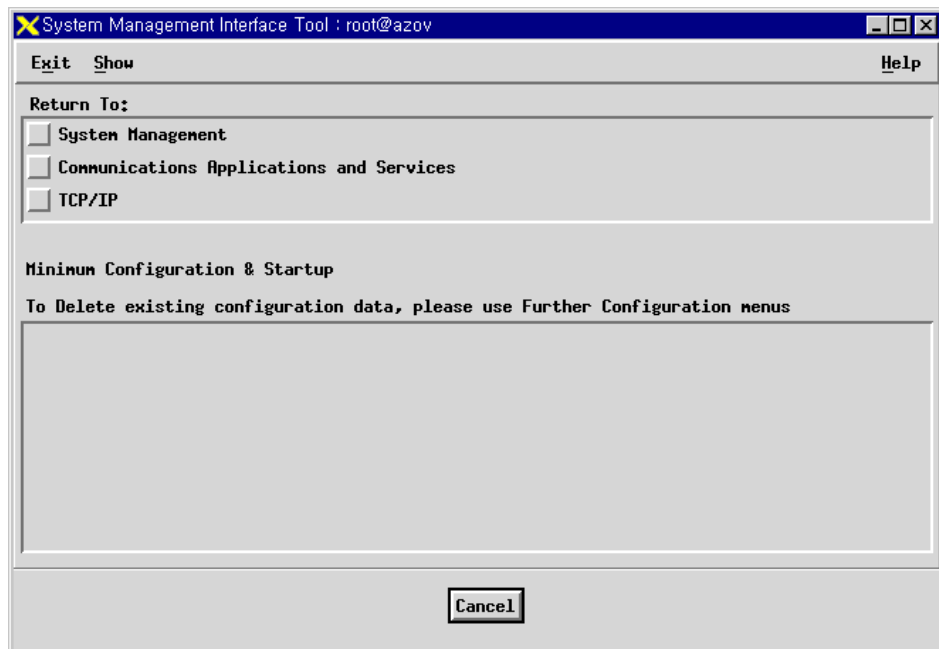 System Management Interface Tool : root@azov
Exit Show Help
Return To:
System Management
Communications Applications and Services
TCP/IP
Minimum Configuration & Startup
To Delete existing configuration data, please use Further Configuration menus
Cancel